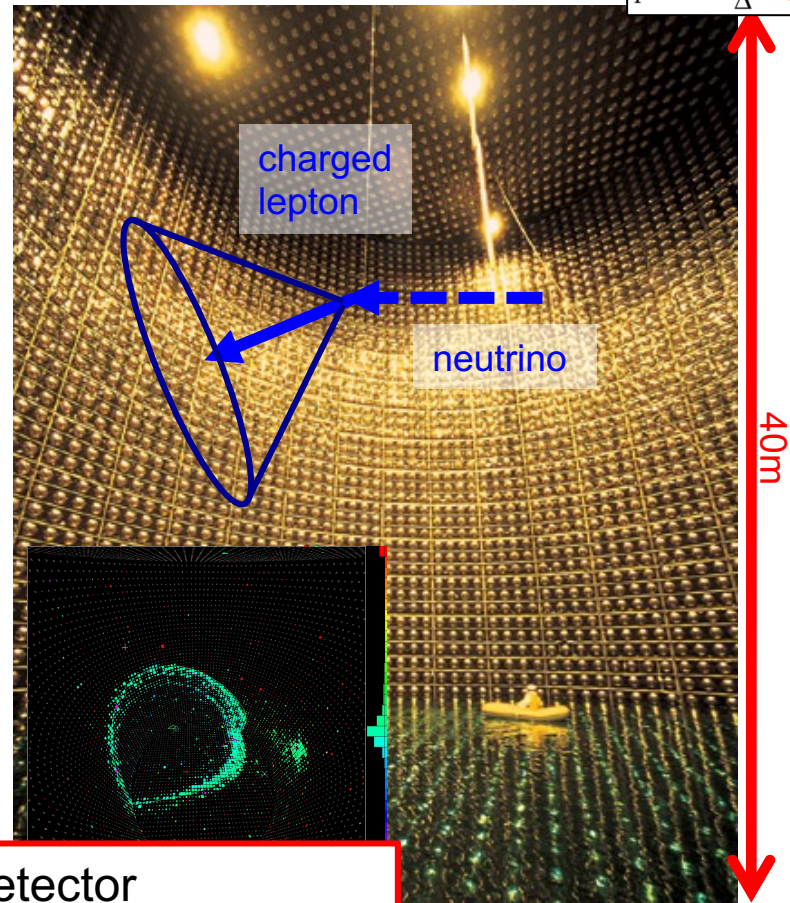 Δ
charged
lepton
neutrino
40m
etector